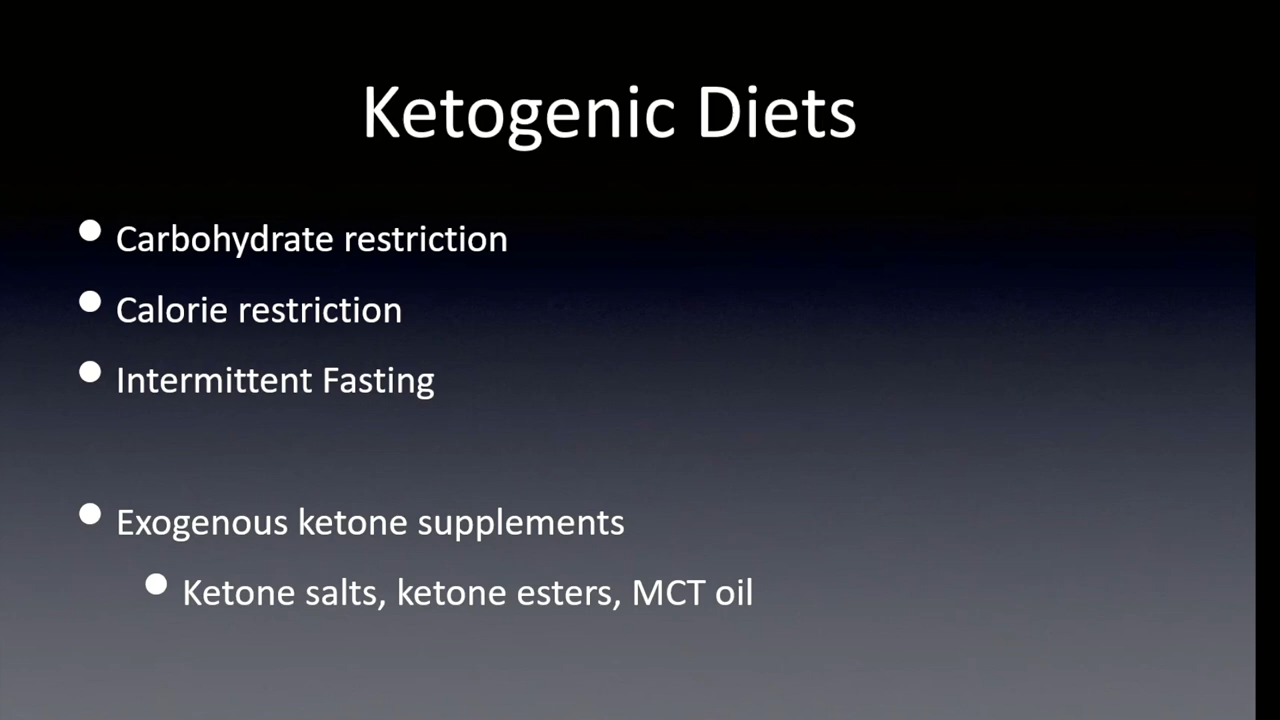 Ketogenic Diets
Carbohydrate restriction
Calorie restriction
Intermittent Fasting
Exogenous ketone supplements
Ketone salts, ketone esters, MCT oil